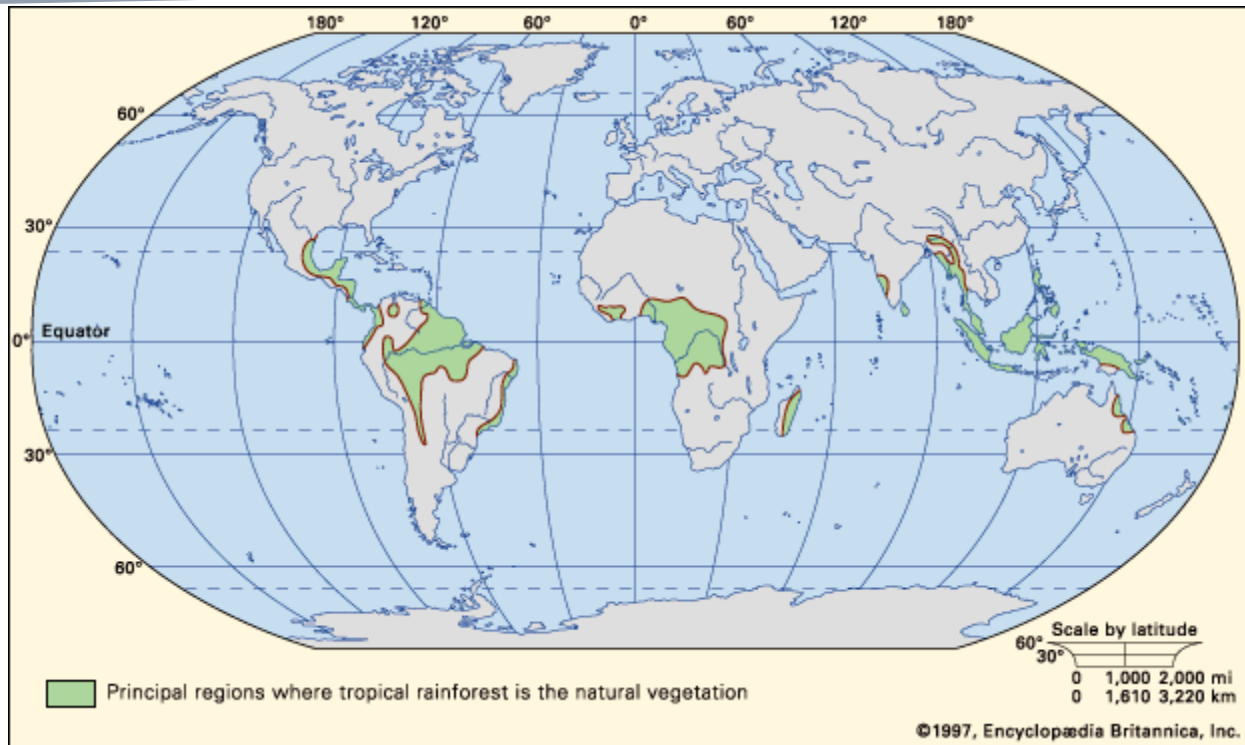 180° 120° 60° 0° 60° 120° 180°
60°
30°
Equator
0°
30°
60°
Scale by latitude
60°
30°
0 1,000 2,000 mi
0 1,610 3,220 km
Principal regions where tropical rainforest is the natural vegetation
©1997, Encyclopædia Britannica, Inc.